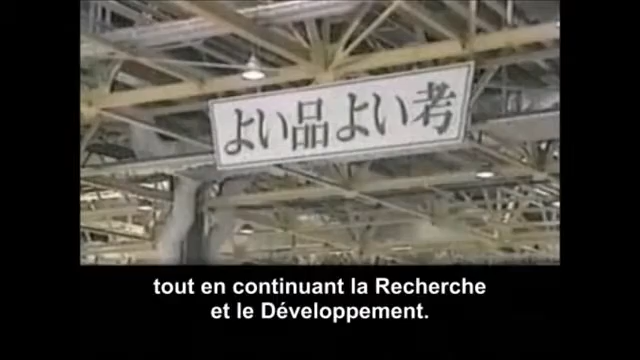 よい品よい考
tout en continuant la Recherche
et le Développement.